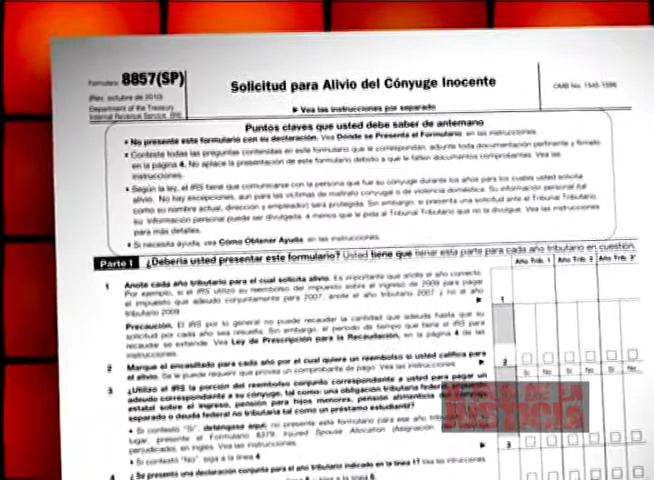 Formulario 8857(SP)
(Rev. octubre de 2010)
Department of the Treasury
Internal Revenue Service (99)
Solicitud para Alivio del Cónyuge Inocente
▶ Vea las instrucciones por separado
OMB No. 1545-1596
Puntos claves que usted debe saber de antemano
• No presente este formulario con su declaración. Vea Dónde se Presenta el Formulario, en las instrucciones.
• Conteste todas las preguntas contenidas en este formulario que le correspondan, adjunte toda documentación pertinente y fírmelo
en la página 4. No aplace la presentación de este formulario debido a que le falten documentos comprobantes. Vea las
instrucciones.
• Según la ley, el IRS tiene que comunicarse con la persona que fue su cónyuge durante los años para los cuales usted solicita
alivio. No hay excepciones, aun para las víctimas de maltrato conyugal o de violencia doméstica. Su información personal (tal
como su nombre actual, dirección y empleador) será protegida. Sin embargo, si presenta una solicitud ante el Tribunal Tributario,
su información personal puede ser divulgada, a menos que le pida al Tribunal Tributario que no la divulgue. Vea las instrucciones
para más detalles.
• Si necesita ayuda, vea Cómo Obtener Ayuda, en las instrucciones.
Parte I ¿Debería usted presentar este formulario? Usted tiene que llenar esta parte para cada año tributario en cuestión.
Año Trib. 1 Año Trib. 2 Año Trib. 3*
1 Anote cada año tributario para el cual solicita alivio. Es importante que anote el año correcto.
Por ejemplo, si el IRS utilizó su reembolso del impuesto sobre el ingreso de 2009 para pagar
el impuesto que adeudó conjuntamente para 2007, anote el año tributario 2007 y no el año
tributario 2009 ▶ 1
Precaución. El IRS por lo general no puede recaudar la cantidad que adeuda hasta que su
solicitud por cada año sea resuelta. Sin embargo, el período de tiempo que tiene el IRS para
recaudar se extiende. Vea Ley de Prescripción para la Recaudación, en la página 4 de las
instrucciones.
2 Marque el encasillado para cada año por el cual quiere un reembolso si usted califica para
el alivio. Se le puede requerir que provea un comprobante de pago. Vea las instrucciones ▶ 2
Sí No Sí No Sí No
3 ¿Utilizó el IRS la porción del reembolso conjunto correspondiente a usted para pagar un
adeudo correspondiente a su cónyuge, tal como: una obligación tributaria federal
estatal sobre el ingreso, pensión para hijos menores, pensión alimenticia
separado o deuda federal no tributaria tal como un préstamo estudiantil?
• Si contestó "Sí", deténgase aquí; no presente este formulario para ese año
lugar, presente el Formulario 8379, Injured Spouse Allocation (Asignación
perjudicado), en inglés. Vea las instrucciones.
• Si contestó "No", siga a la línea 4 ▶ 3
4 ¿Se presentó una declaración conjunta para el año tributario indicado en la línea 1? Vea las instrucciones
JUSTICIA